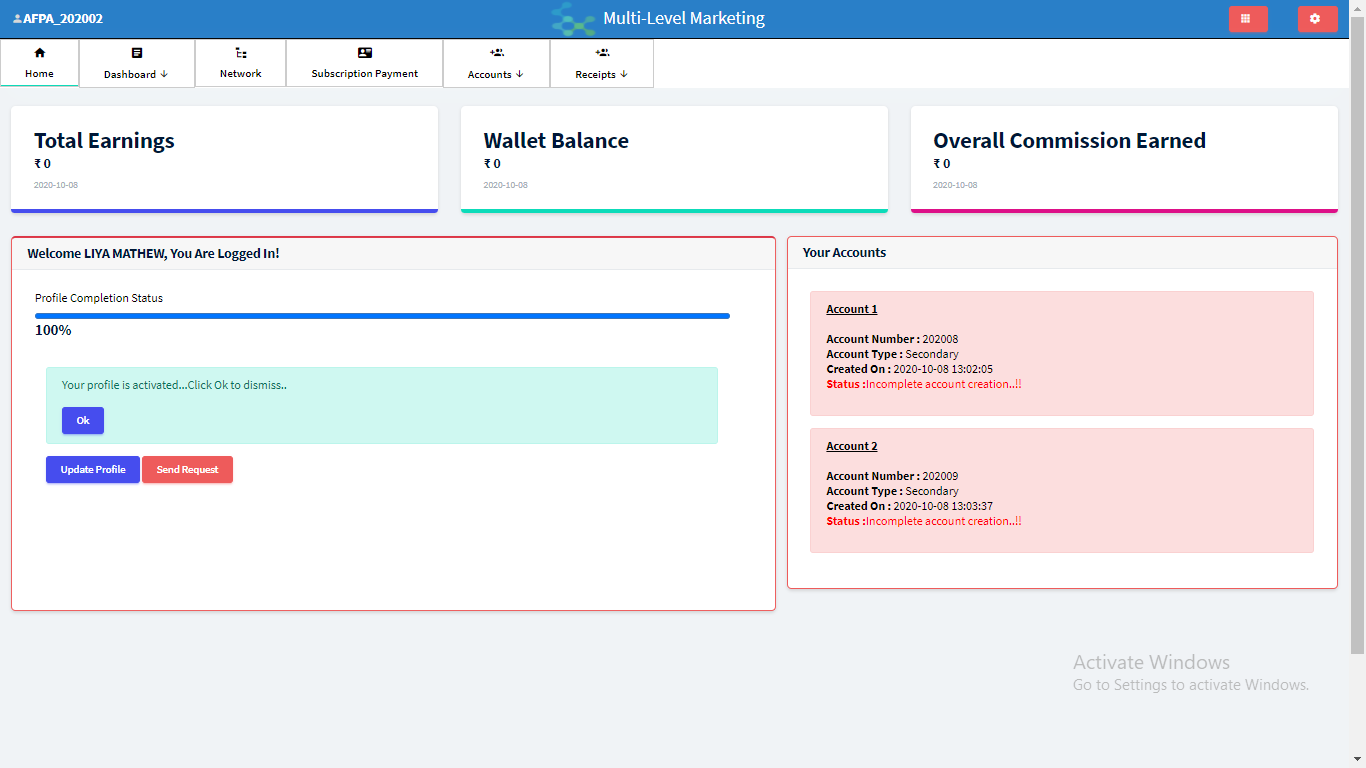 AFPA_202002
Multi-Level Marketing
Home
Dashboard ↓
Network
Subscription Payment
Accounts ↓
Receipts ↓
Total Earnings
₹ 0
2020-10-08
Wallet Balance
₹ 0
2020-10-08
Overall Commission Earned
₹ 0
2020-10-08
Welcome LIYA MATHEW, You Are Logged In!
Profile Completion Status
100%
Your profile is activated...Click Ok to dismiss..
Ok
Update Profile
Send Request
Your Accounts
Account 1
Account Number : 202008
Account Type : Secondary
Created On : 2020-10-08 13:02:05
Status :Incomplete account creation..!!
Account 2
Account Number : 202009
Account Type : Secondary
Created On : 2020-10-08 13:03:37
Status :Incomplete account creation..!!
Activate Windows
Go to Settings to activate Windows.